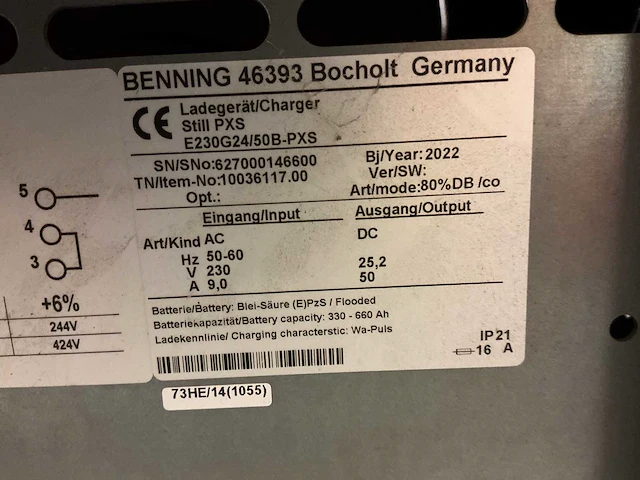 BENNING 46393 Bocholt Germany
CE Ladegerät/Charger
Still PXS
E230G24/50B-PXS
SN/SNo:627000146600 Bj/Year: 2022
TN/Item-No:10036117.00 Ver/SW:
Opt.: Art/mode:80%DB /co
Eingang/Input Ausgang/Output
Art/Kind AC DC
Hz 50-60
V 230 25,2
A 9,0 50
Batterie/Battery: Blei-Säure (E)PzS / Flooded
Batteriekapazität/Battery capacity: 330 - 660 Ah
Ladekennlinie/ Charging characterstic: Wa-Puls
IP21
16 A
73HE/14(1055)
5
4
3
+6%
244V
424V